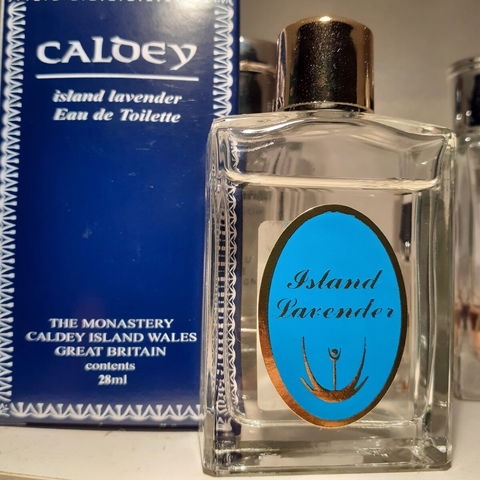 CALDEY
island lavender
Eau de Toilette
THE MONASTERY
CALDEY ISLAND WALES
GREAT BRITAIN
contents
28ml
Island
Lavender